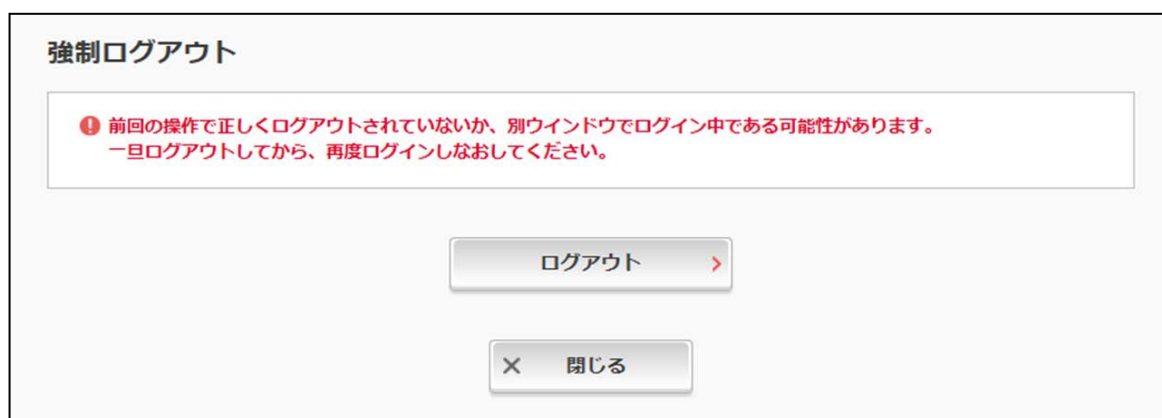 強制ログアウト
前回の操作で正しくログアウトされていないか、別ウインドウでログイン中である可能性があります。
一旦ログアウトしてから、再度ログインしなおしてください。
ログアウト
閉じる